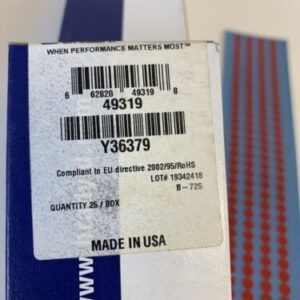 WHEN PERFORMANCE MATTERS MOST™
6 62820 49319 8
49319
Y36379
Compliant to EU directive 2002/95/RoHS
LOT# 19342418
B-725
QUANTITY 25 / BOX
MADE IN USA
www.